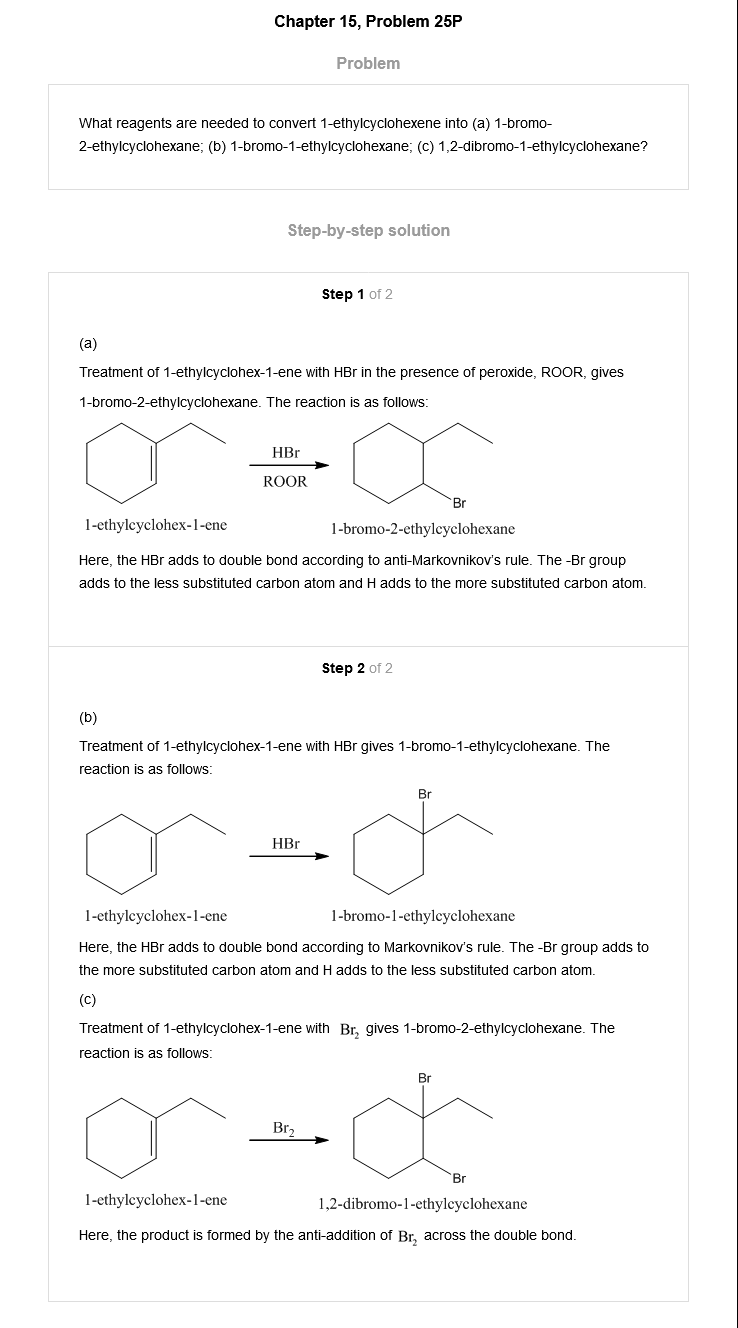 Chapter 15, Problem 25P
Problem
What reagents are needed to convert 1-ethylcyclohexene into (a) 1-bromo-
2-ethylcyclohexane; (b) 1-bromo-1-ethylcyclohexane; (c) 1,2-dibromo-1-ethylcyclohexane?
Step-by-step solution
Step 1 of 2
(a)
Treatment of 1-ethylcyclohex-1-ene with HBr in the presence of peroxide, ROOR, gives
1-bromo-2-ethylcyclohexane. The reaction is as follows:
HBr
ROOR
Br
1-ethylcyclohex-1-ene
1-bromo-2-ethylcyclohexane
Here, the HBr adds to double bond according to anti-Markovnikov's rule. The -Br group
adds to the less substituted carbon atom and H adds to the more substituted carbon atom.
Step 2 of 2
(b)
Treatment of 1-ethylcyclohex-1-ene with HBr gives 1-bromo-1-ethylcyclohexane. The
reaction is as follows:
Br
HBr
1-ethylcyclohex-1-ene
1-bromo-1-ethylcyclohexane
Here, the HBr adds to double bond according to Markovnikov's rule. The -Br group adds to
the more substituted carbon atom and H adds to the less substituted carbon atom.
(c)
Treatment of 1-ethylcyclohex-1-ene with Br₂ gives 1-bromo-2-ethylcyclohexane. The
reaction is as follows:
Br
Br₂
Br
1-ethylcyclohex-1-ene
1,2-dibromo-1-ethylcyclohexane
Here, the product is formed by the anti-addition of Br₂ across the double bond.